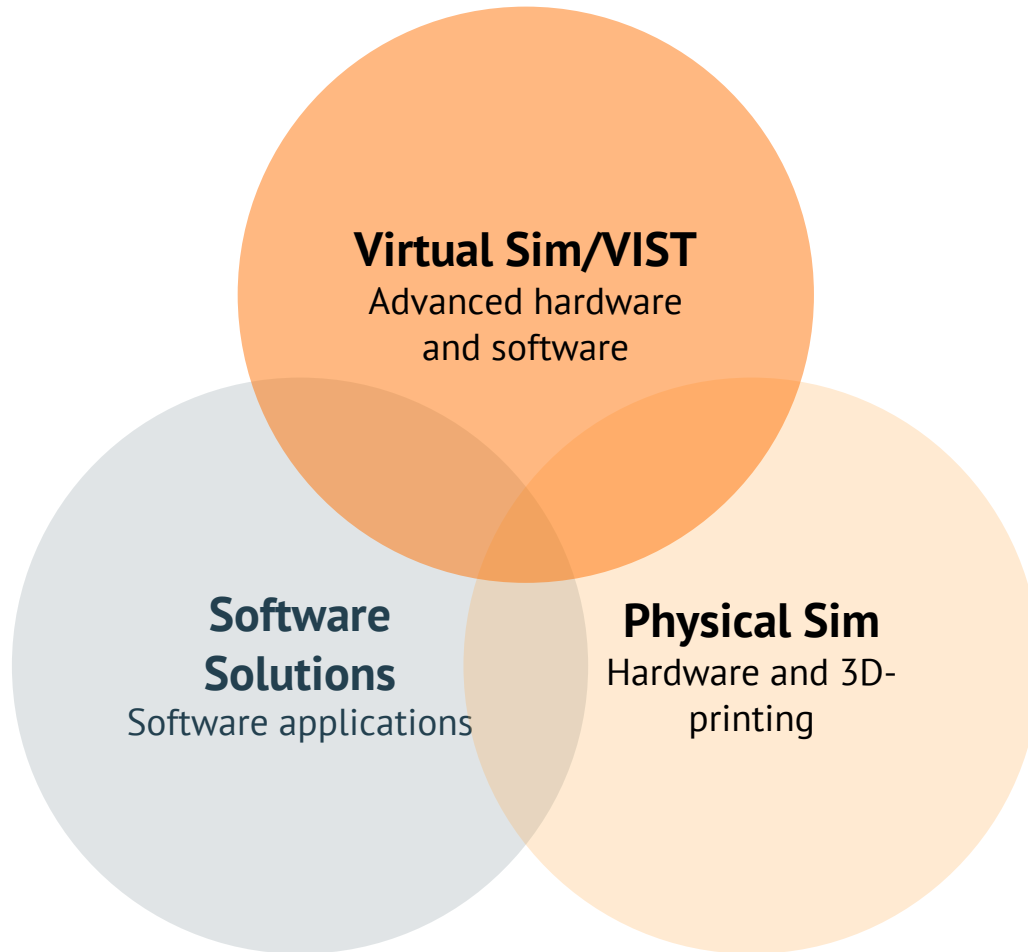 Virtual Sim/VIST
Advanced hardware
and software
Software
Solutions
Software applications
Physical Sim
Hardware and 3D-
printing